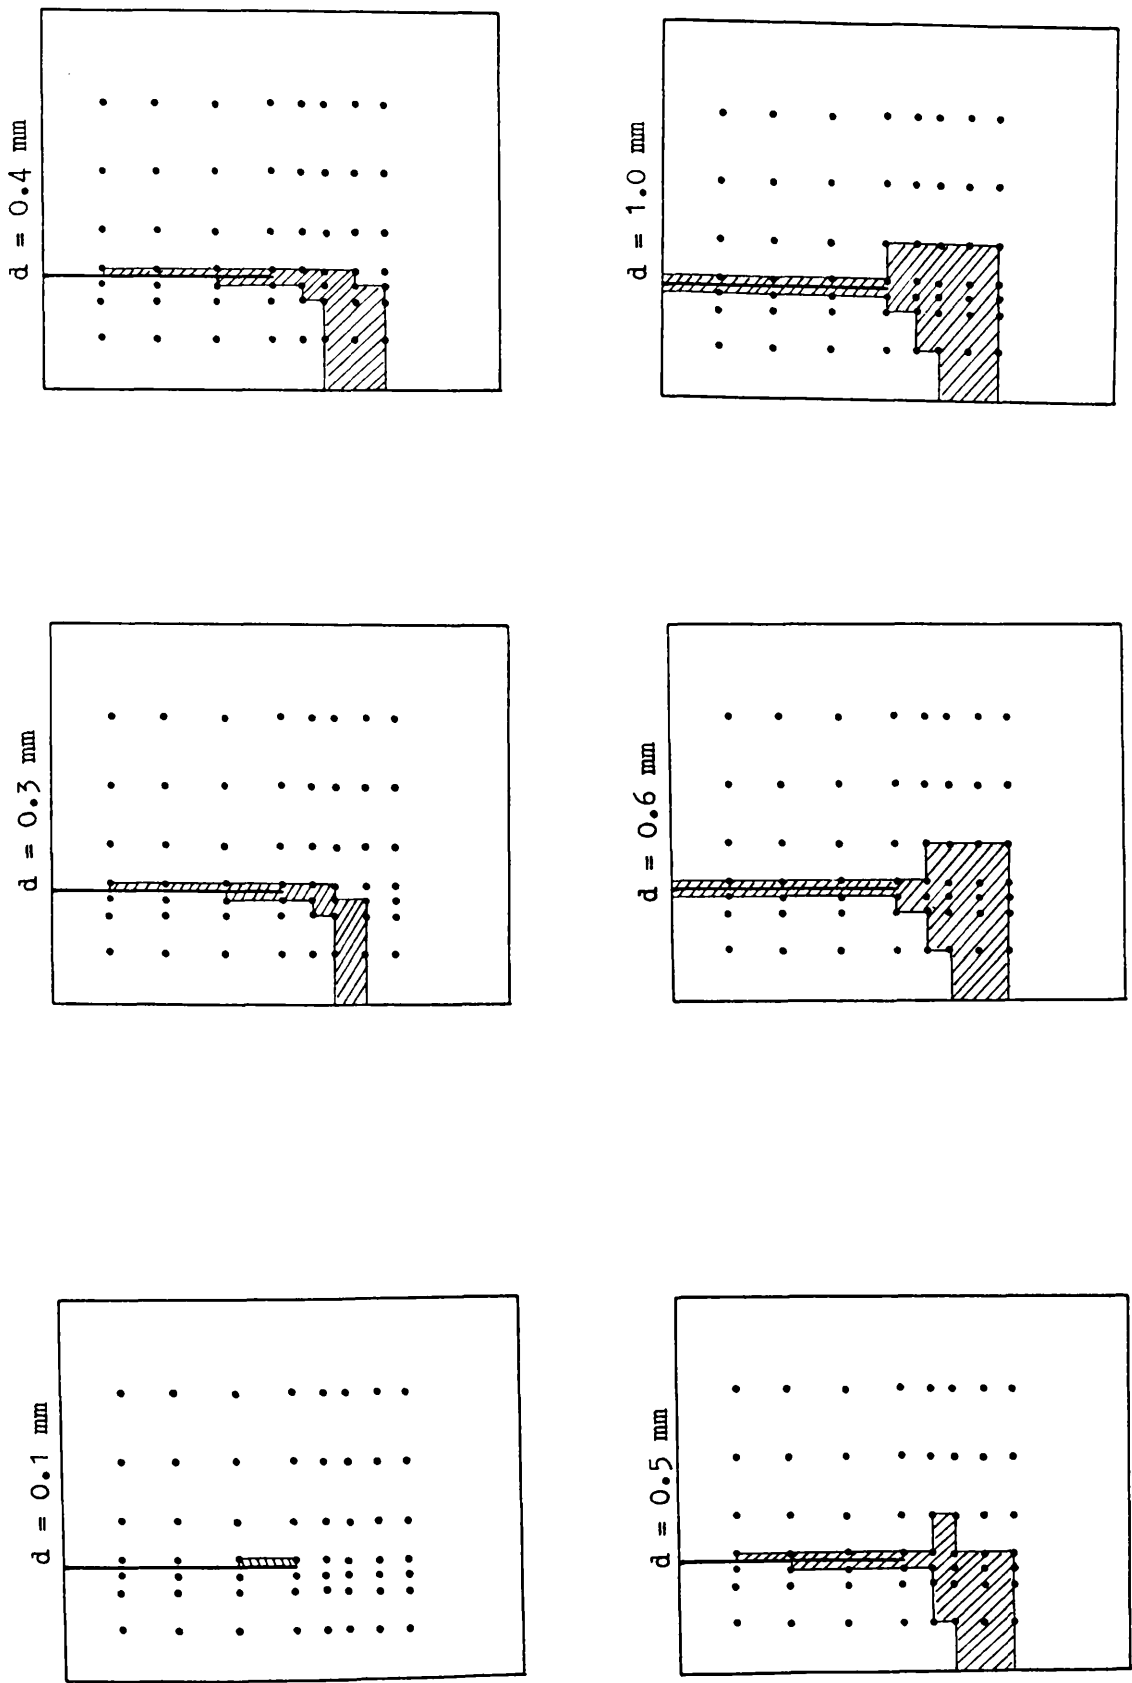 d = 0.1 mm
d = 0.3 mm
d = 0.4 mm
d = 0.5 mm
d = 0.6 mm
d = 1.0 mm